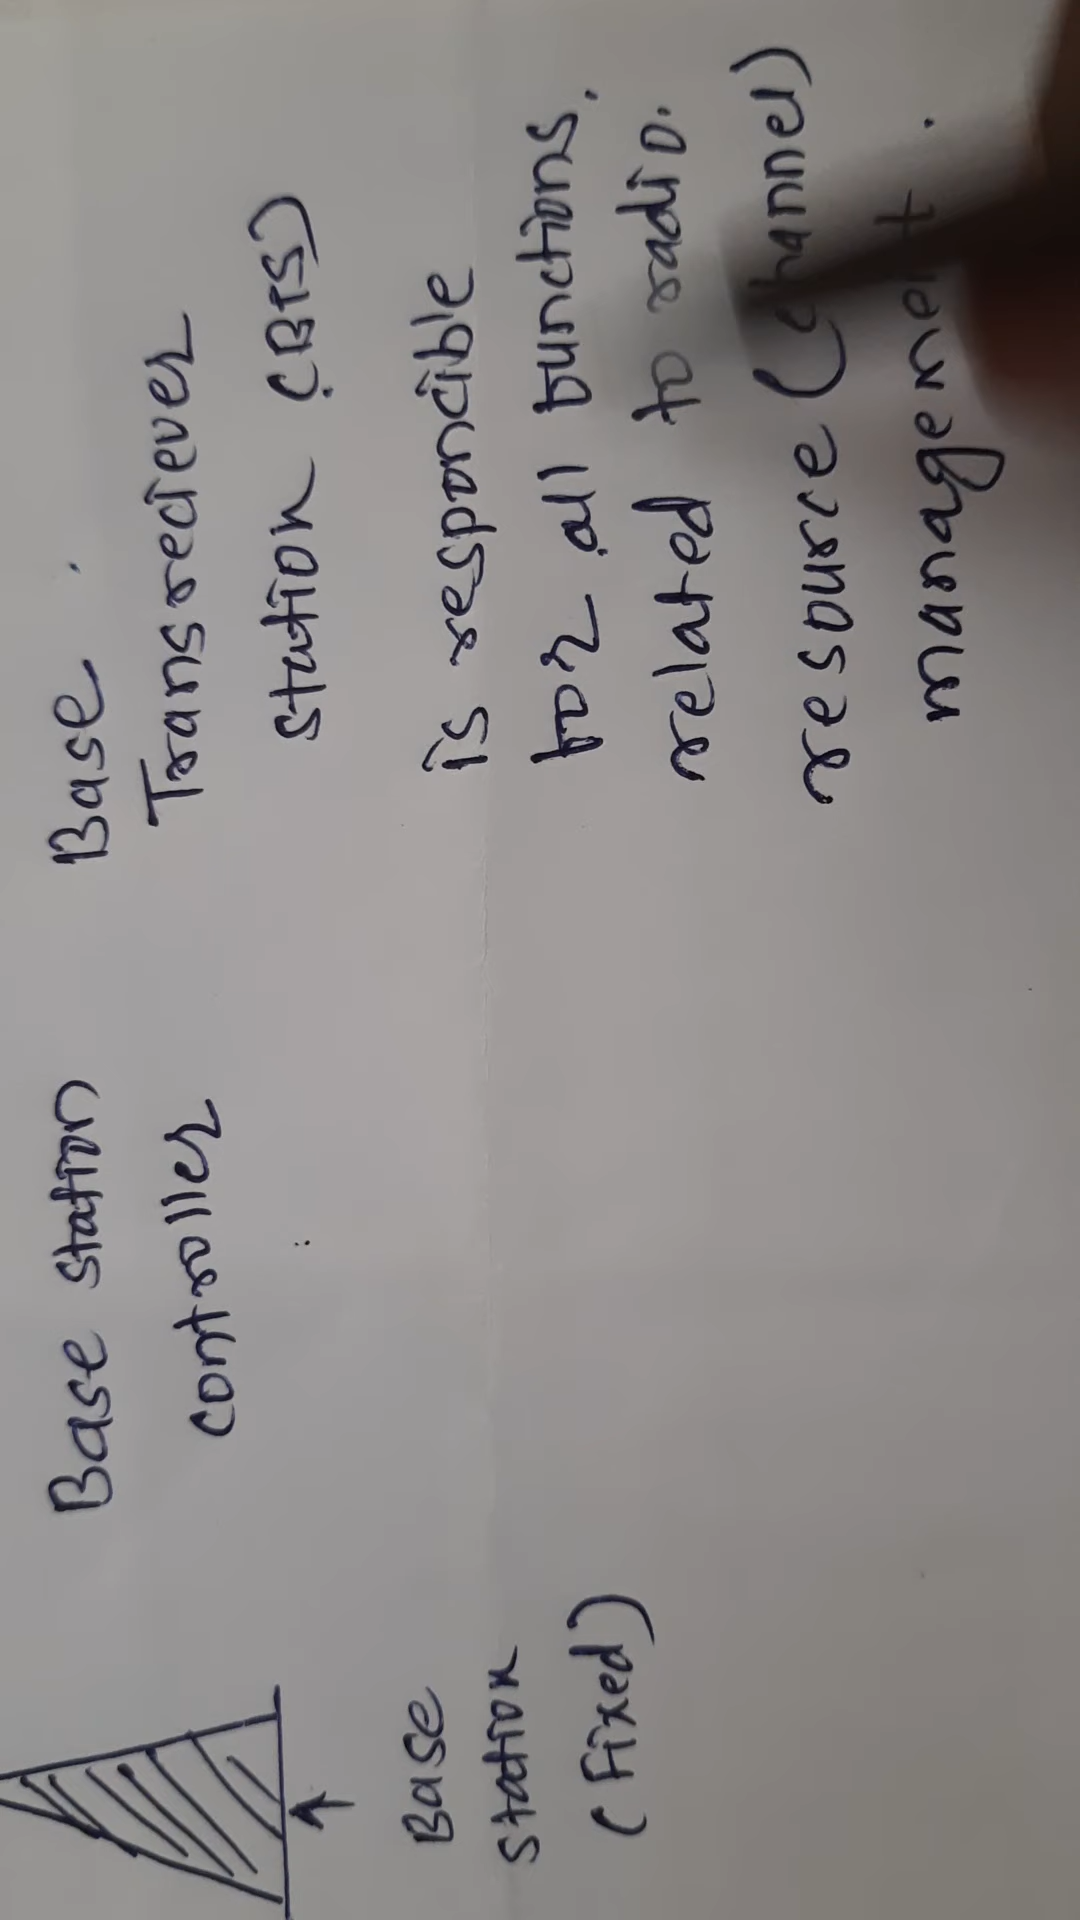 Base
station
(Fixed)
Base station
controller
Base
Transreciever
station (BTS)
is responcible
for all functions.
related to radio.
resource (channel)
management.